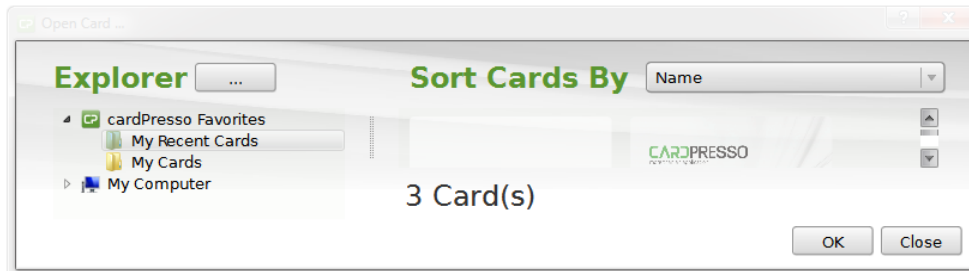 Open Card ...
Explorer ...
Sort Cards By Name
cardPresso Favorites
My Recent Cards
My Cards
My Computer
CARDPRESSO
3 Card(s)
OK Close